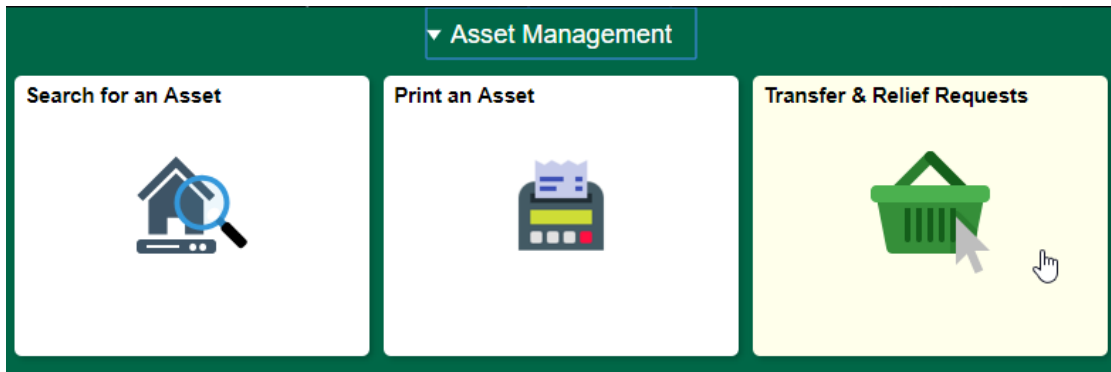 Asset Management
Search for an Asset
Print an Asset
Transfer & Relief Requests